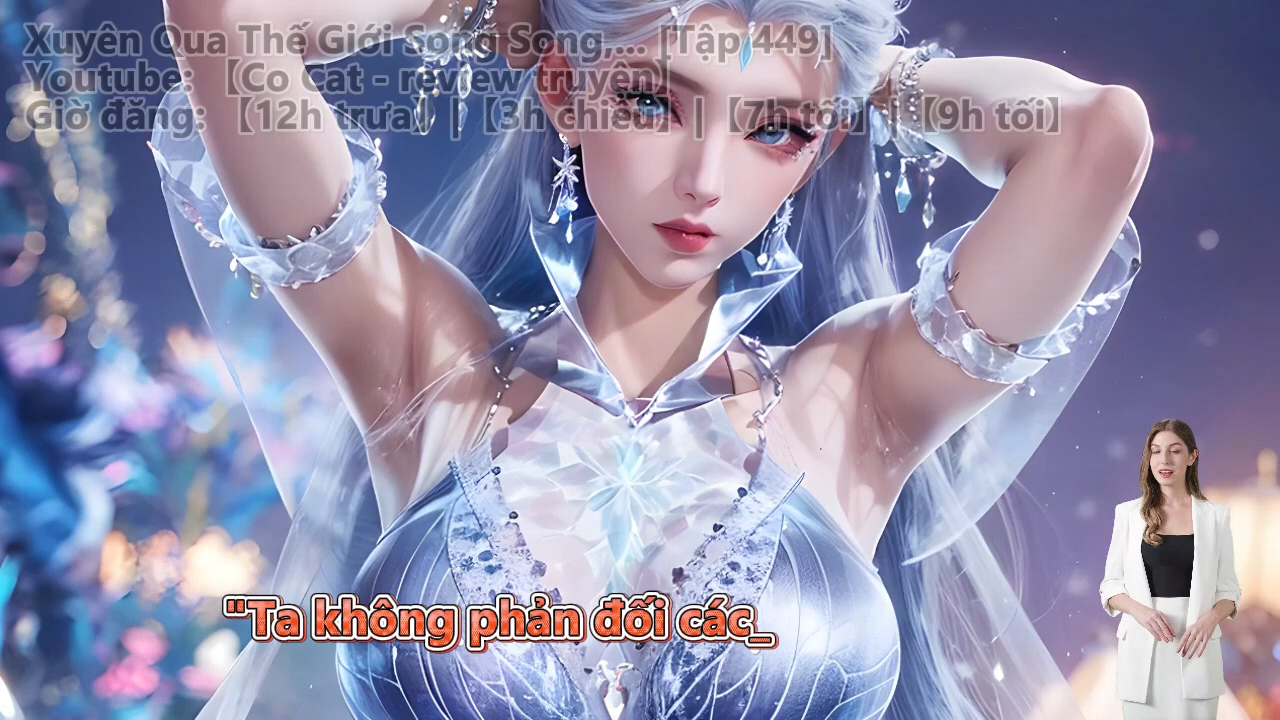 Xuyên Qua Thế Giới Song Song ... [Tập 449]
Youtube: 【Co cat - review truyện】
Giờ đăng: 【12h trưa】 | 【3h chiều】 | 【7h tối】 | 【9h tối】
"Ta không phản đối các_